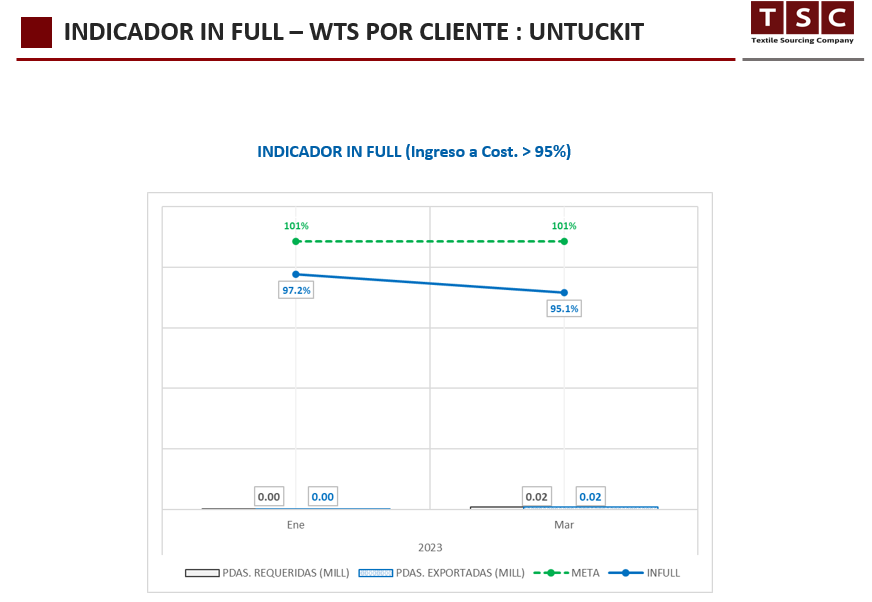 INDICADOR IN FULL – WTS POR CLIENTE : UNTUCKIT
TSC
Textile Sourcing Company
INDICADOR IN FULL (Ingreso a Cost. > 95%)
101% 101%
97.2%
95.1%
0.00 0.00 0.02 0.02
Ene Mar
2023
PDAS. REQUERIDAS (MILL) PDAS. EXPORTADAS (MILL) META INFULL